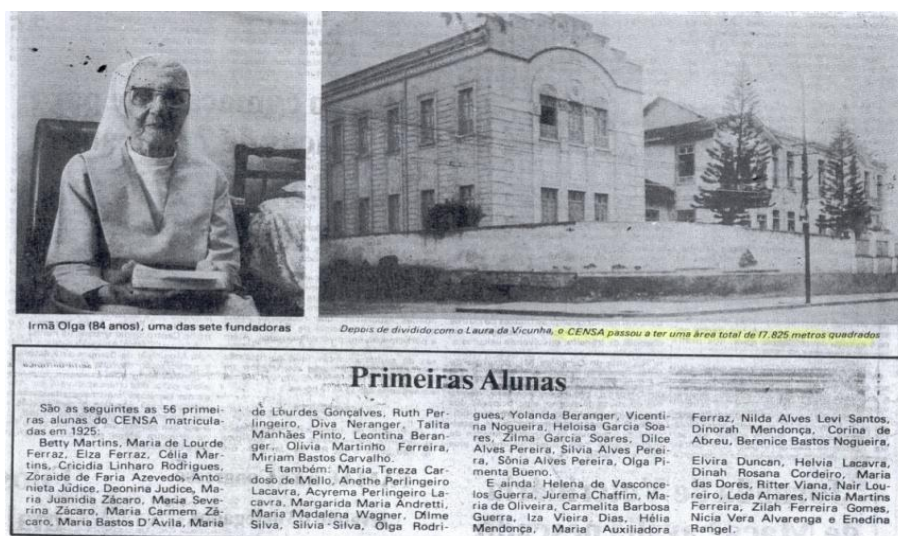 Irmã Olga (84 anos), uma das sete fundadoras
Depois de dividido com o Laura da Vicunha, o CENSA passou a ter uma área total de 17.825 metros quadrados
Primeiras Alunas
São as seguintes as 56 primei-
ras alunas do CENSA matricula-
das em 1925:
Betty Martins, Maria de Lourde
Ferraz, Elza Ferraz, Célia Mar-
tins, Cricidia Linharo Rodrigues,
Zoraide de Faria Azevedo, Anto-
nieta Júdice, Deonina Judice, Ma-
ria Juanidia Zácaro, Maria Seve-
rina Zácaro, Maria Carmem Zá-
caro, Maria Bastos D'Avila, Maria
de Lourdes Gonçalves, Ruth Per-
lingeiro, Diva Neranger, Talita
Manhães Pinto, Leontina Beran-
ger, Olivia Martinho Ferreira,
Miriam Bastos Carvalho.
E também: Maria Tereza Car-
doso de Mello, Anethe Perlingeiro
Lacavra, Acyrema Perlingeiro La-
cavra, Margarida Maria Andretti,
Maria Madalena Wagner, Dilme
Silva, Silvia Silva, Olga Rodri-
gues, Yolanda Beranger, Vicenti-
na Nogueira, Heloisa Garcia Soa-
res, Zilma Garcia Soares, Dilce
Alves Pereira, Silvia Alves Perei-
ra, Sônia Alves Pereira, Olga Pi-
menta Bueno.
E ainda: Helena de Vasconce-
los Guerra, Jurema Chaffim, Ma-
ria de Oliveira, Carmelita Barbosa
Guerra, Iza Vieira Dias, Hélia
Mendonça, Maria Auxiliadora
Ferraz, Nilda Alves Levi Santos,
Dinorah Mendonça, Corina de
Abreu, Berenice Bastos Nogueira,
Elvira Duncan, Helvia Lacavra,
Dinah Rosana Cordeiro, Maria
das Dores, Ritter Viana, Nair Lou-
reiro, Leda Amares, Nicia Martins
Ferreira, Zilah Ferreira Gomes,
Nicia Vera Alvarenga e Enedina
Rangel.